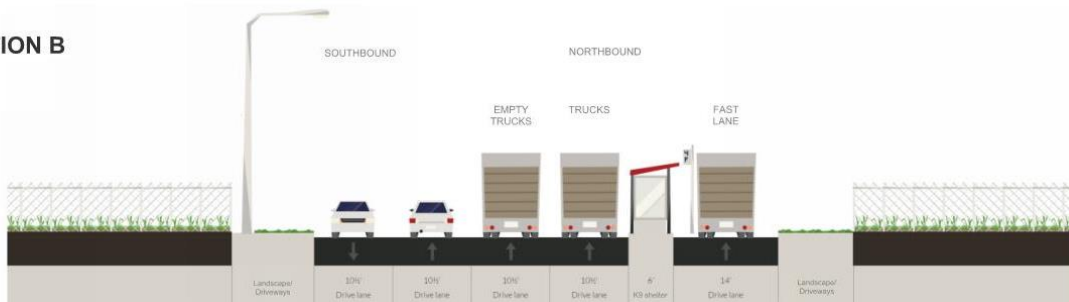 ION B
SOUTHBOUND
NORTHBOUND
EMPTY
TRUCKS
TRUCKS
FAST
LANE
Landscape/
Driveways
10½'
Drive lane
10½'
Drive lane
10½'
Drive lane
10½'
Drive lane
6'
K9 shelter
14'
Drive lane
Landscape/
Driveways